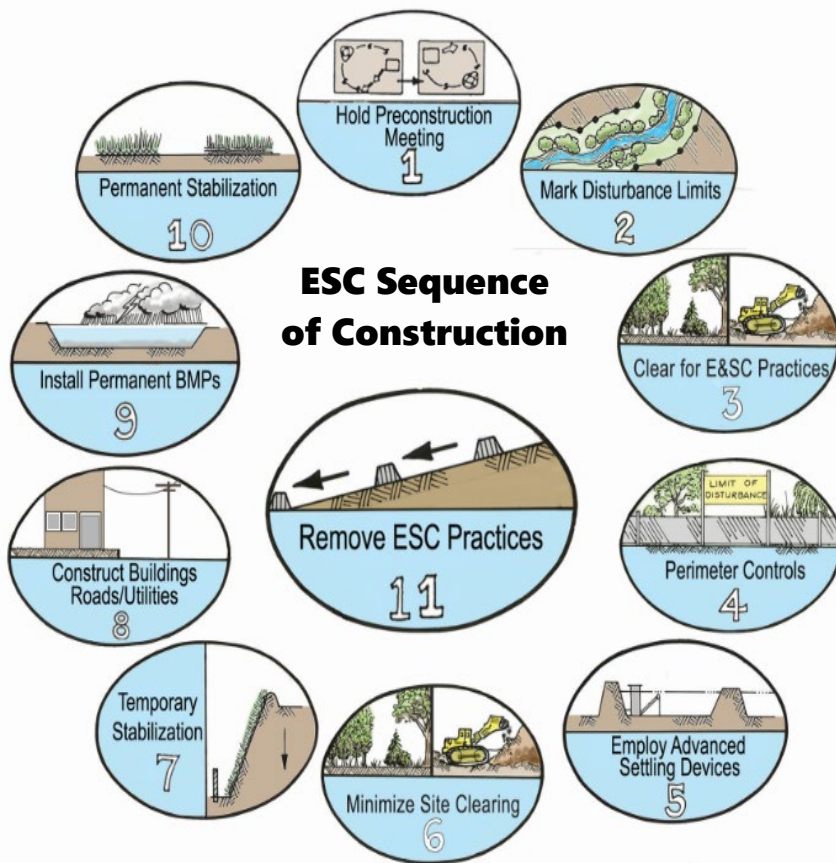 ESC Sequence
of Construction
Hold Preconstruction
Meeting
1
Mark Disturbance Limits
2
Clear for E&SC Practices
3
LIMIT OF
DISTURBANCE
Perimeter Controls
4
Employ Advanced
Settling Devices
5
Minimize Site Clearing
6
Temporary
Stabilization
7
Construct Buildings
Roads/Utilities
8
Install Permanent BMPs
9
Permanent Stabilization
10
Remove ESC Practices
11